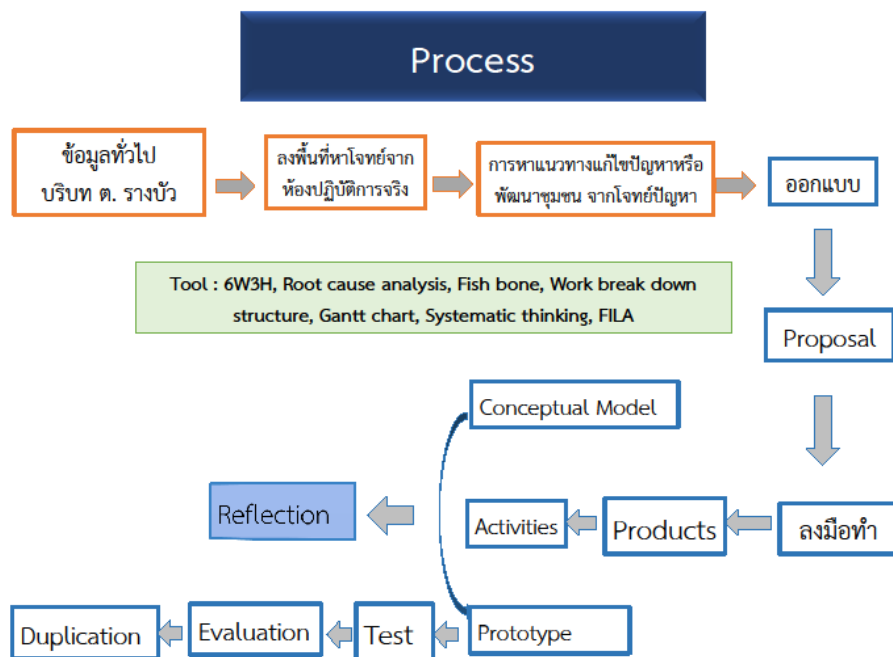 Process
ข้อมูลทั่วไป
บริบท ต. รางบัว
ลงพื้นที่หาโจทย์จาก
ห้องปฏิบัติการจริง
การหาแนวทางแก้ไขปัญหาหรือ
พัฒนาชุมชน จากโจทย์ปัญหา
ออกแบบ
Tool : 6W3H, Root cause analysis, Fish bone, Work break down
structure, Gantt chart, Systematic thinking, FILA
Proposal
ลงมือทำ
Products
Activities
Conceptual Model
Prototype
Reflection
Test
Evaluation
Duplication